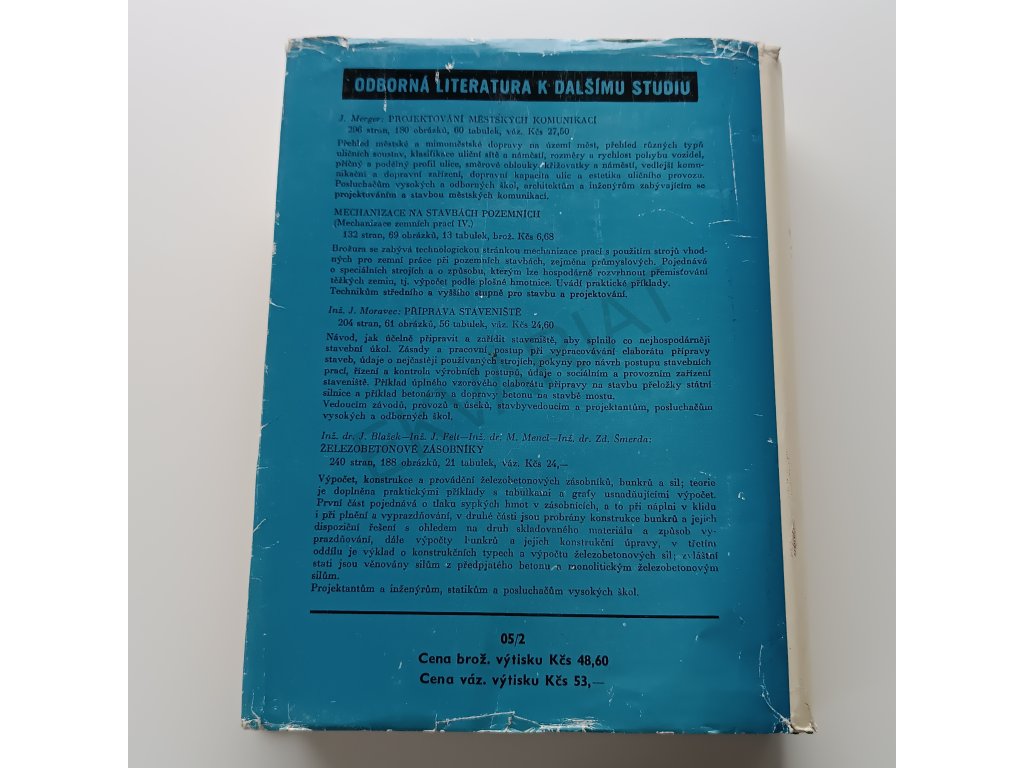 ODBORNÁ LITERATURA K DALŠÍMU STUDIU
J. Merger: PROJEKTOVÁNÍ MĚSTSKÝCH KOMUNIKACÍ
296 stran, 180 obrázků, 60 tabulek, váz. Kčs 27,50
Přehled městské a mimoměstské dopravy na území měst, přehled různých typů
uličních soustav, klasifikace uliční sítě a náměstí, rozměry a rychlost pohybu vozidel,
příčný a podélný profil ulice, směrové oblouky, křižovatky a náměstí, vedlejší komu-
nikační a dopravní zařízení, dopravní kapacita ulic a estetika uličního provozu.
Posluchačům vysokých a odborných škol, architektům a inženýrům zabývajícím se
projektováním a stavbou městských komunikací.
MECHANIZACE NA STAVBÁCH POZEMNÍCH
(Mechanizace zemních prací IV.)
132 stran, 69 obrázků, 13 tabulek, brož. Kčs 6,68
Brožura se zabývá technologickou stránkou mechanizace prací s použitím strojů vhod-
ných pro zemní práce při pozemních stavbách, zejména průmyslových. Pojednává
o speciálních strojích a o způsobu, kterým lze hospodárně rozvrhnout přemisťování
těžkých zemin, tj. výpočet podle plošné hmotnice. Uvádí praktické příklady.
Technikům středního a vyššího stupně pro stavbu a projektování.
Inž. J. Moravec: PŘÍPRAVA STAVENIŠTĚ
204 stran, 61 obrázků, 56 tabulek, váz. Kčs 24,60
Návod, jak účelně připravit a zařídit staveniště, aby splnilo co nejhospodárněji
stavební úkol. Zásady a pracovní postup při vypracovávání elaborátu přípravy
staveb, údaje o nejčastěji používaných strojích, pokyny pro návrh postupu stavebních
prací, řízení a kontrola výrobních postupů, údaje o sociálním a provozním zařízení
staveniště. Příklad úplného vzorového elaborátu přípravy na stavbu přeložky státní
silnice a příklad betonárny a dopravy betonu na stavbě mostu.
Vedoucím závodů, provozů a úseků, stavbyvedoucím a projektantům, posluchačům
vysokých a odborných škol.
Inž. dr. J. Blažek—Inž. J. Pelt—Inž. dr. M. Mencl—Inž. dr. Zd. Smerda:
ŽELEZOBETONOVÉ ZÁSOBNÍKY
240 stran, 188 obrázků, 21 tabulek, váz. Kčs 24,—
Výpočet, konstrukce a provádění železobetonových zásobníků, bunkrů a sil; teorie
je doplněna praktickými příklady s tabulkami a grafy usnadňujícími výpočet.
První část pojednává o tlaku sypkých hmot v zásobnících, a to při náplni v klidu
i při plnění a vyprazdňování, v druhé části jsou probrány konstrukce bunkrů a jejich
dispoziční řešení s ohledem na druh skladovaného materiálu a způsob vy-
prazdňování, dále výpočty bunkrů a jejich konstrukční úpravy, v třetím
oddílu je výklad o konstrukčních typech a výpočtu železobetonových sil; zvláštní
stati jsou věnovány silům z předpjatého betonu a monolitickým železobetonovým
silům.
Projektantům a inženýrům, statikům a posluchačům vysokých škol.
05/2
Cena brož. výtisku Kčs 48,60
Cena váz. výtisku Kčs 53,—